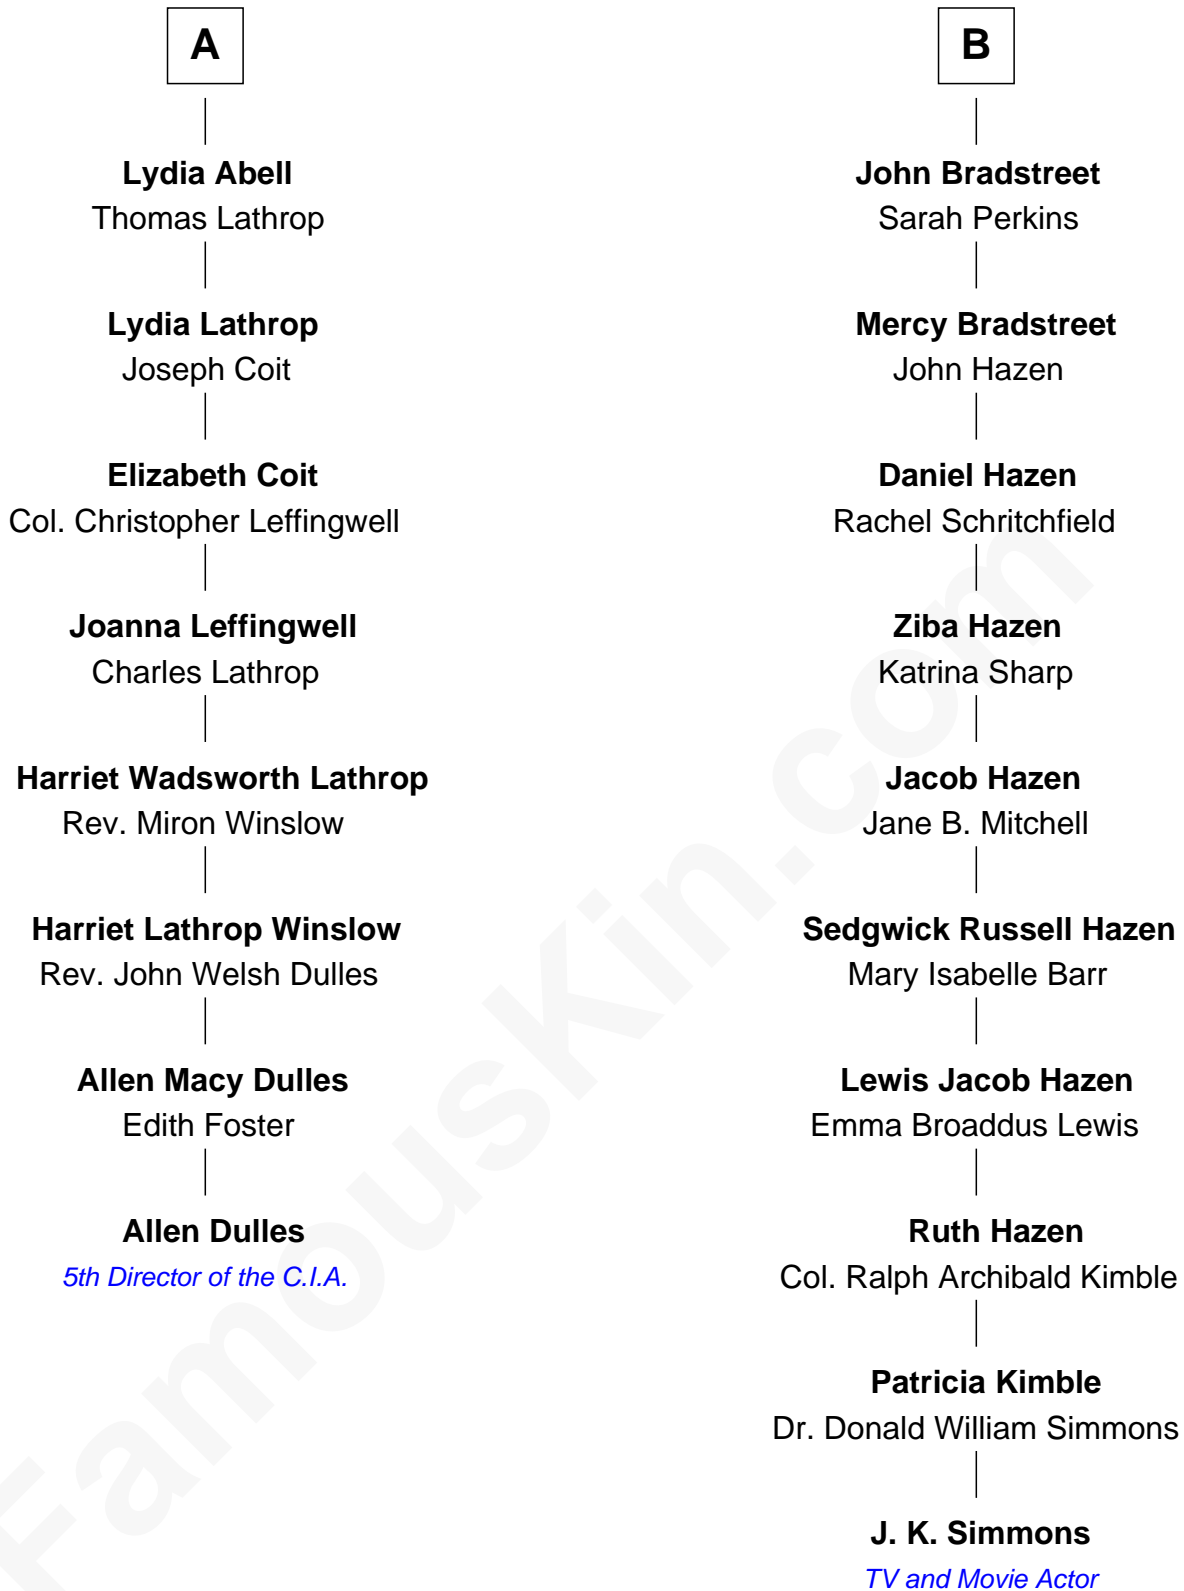 A
Lydia Abell
Thomas Lathrop
Lydia Lathrop
Joseph Coit
Elizabeth Coit
Col. Christopher Leffingwell
Joanna Leffingwell
Charles Lathrop
Harriet Wadsworth Lathrop
Rev. Miron Winslow
Harriet Lathrop Winslow
Rev. John Welsh Dulles
Allen Macy Dulles
Edith Foster
Allen Dulles
5th Director of the C.I.A.
B
John Bradstreet
Sarah Perkins
Mercy Bradstreet
John Hazen
Daniel Hazen
Rachel Schritchfield
Ziba Hazen
Katrina Sharp
Jacob Hazen
Jane B. Mitchell
Sedgwick Russell Hazen
Mary Isabelle Barr
Lewis Jacob Hazen
Emma Broaddus Lewis
Ruth Hazen
Col. Ralph Archibald Kimble
Patricia Kimble
Dr. Donald William Simmons
J. K. Simmons
TV and Movie Actor
FamousKin.com